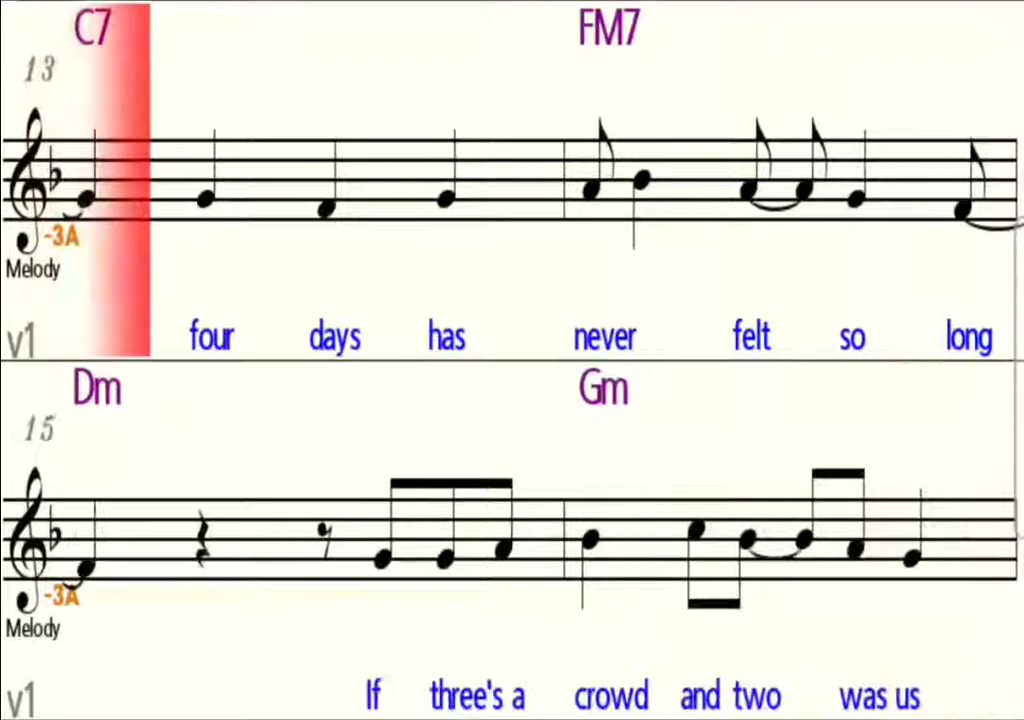 C7 FM7
13
-3A
Melody
v1 four days has never felt so long
Dm Gm
15
-3A
Melody
v1 If three's a crowd and two was us